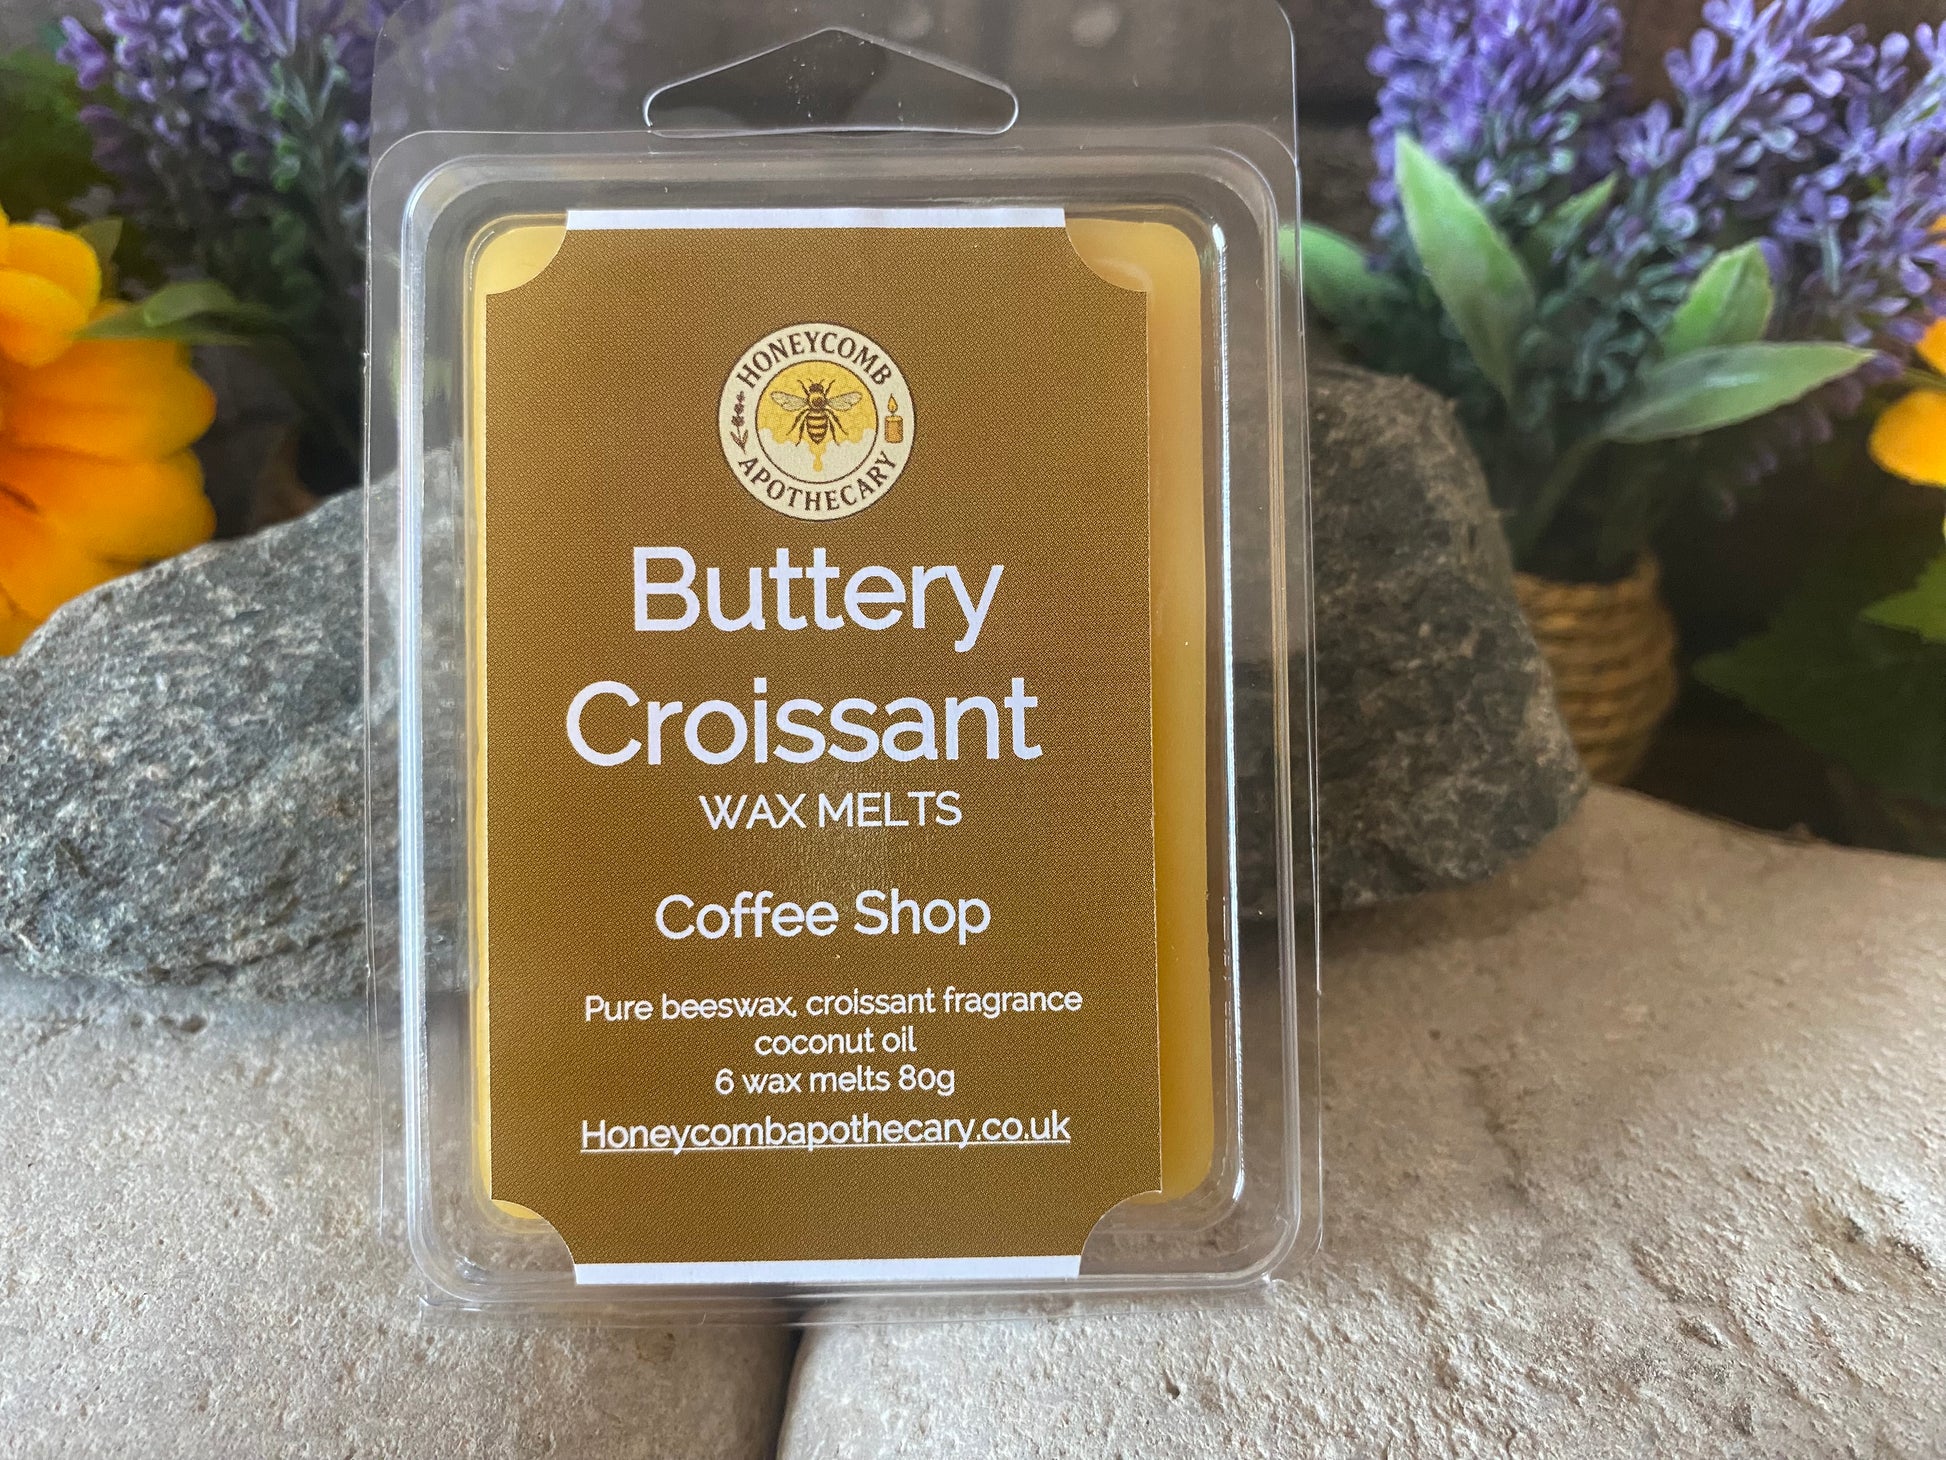 HONEYCOMB
APOTHECARY
Buttery
Croissant
WAX MELTS
Coffee Shop
Pure beeswax, croissant fragrance
coconut oil
6 wax melts 80g
Honeycombapothecary.co.uk